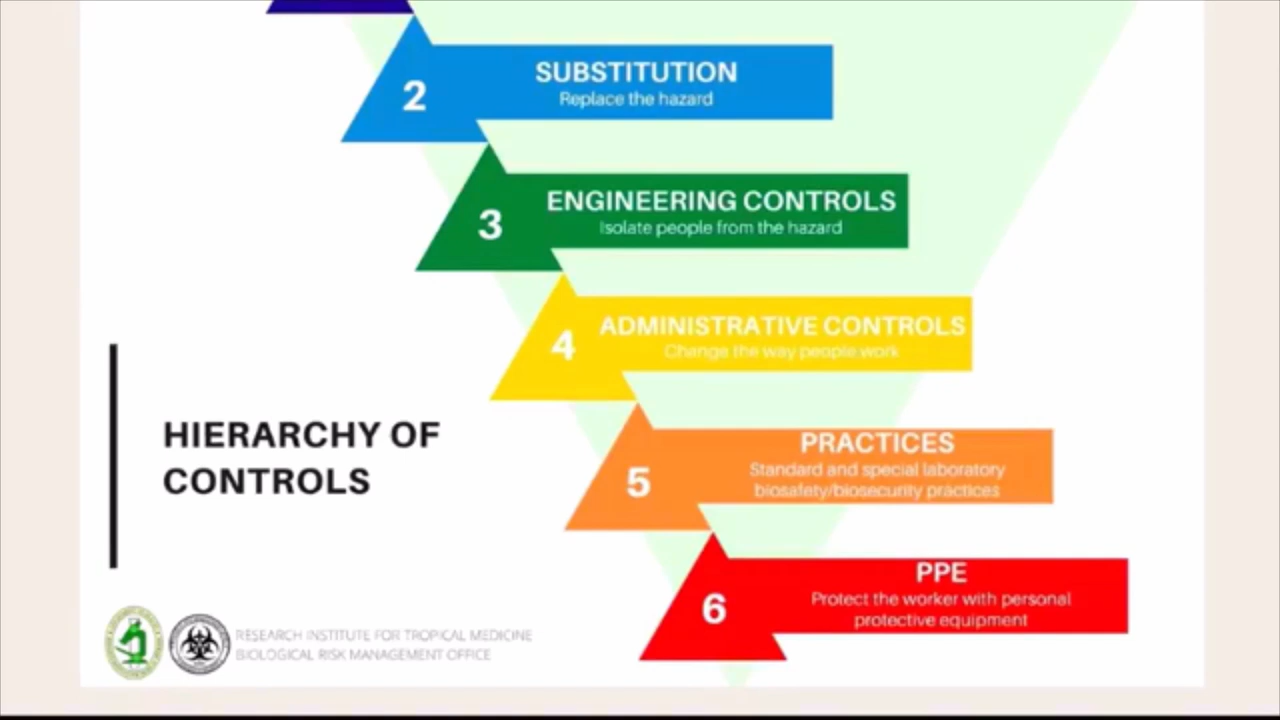 2
SUBSTITUTION
Replace the hazard
3
ENGINEERING CONTROLS
Isolate people from the hazard
4
ADMINISTRATIVE CONTROLS
Change the way people work
HIERARCHY OF
CONTROLS
5
PRACTICES
Standard and special laboratory
biosafety/biosecurity practices
6
PPE
Protect the worker with personal
protective equipment
RESEARCH INSTITUTE FOR TROPICAL MEDICINE
BIOLOGICAL RISK MANAGEMENT OFFICE